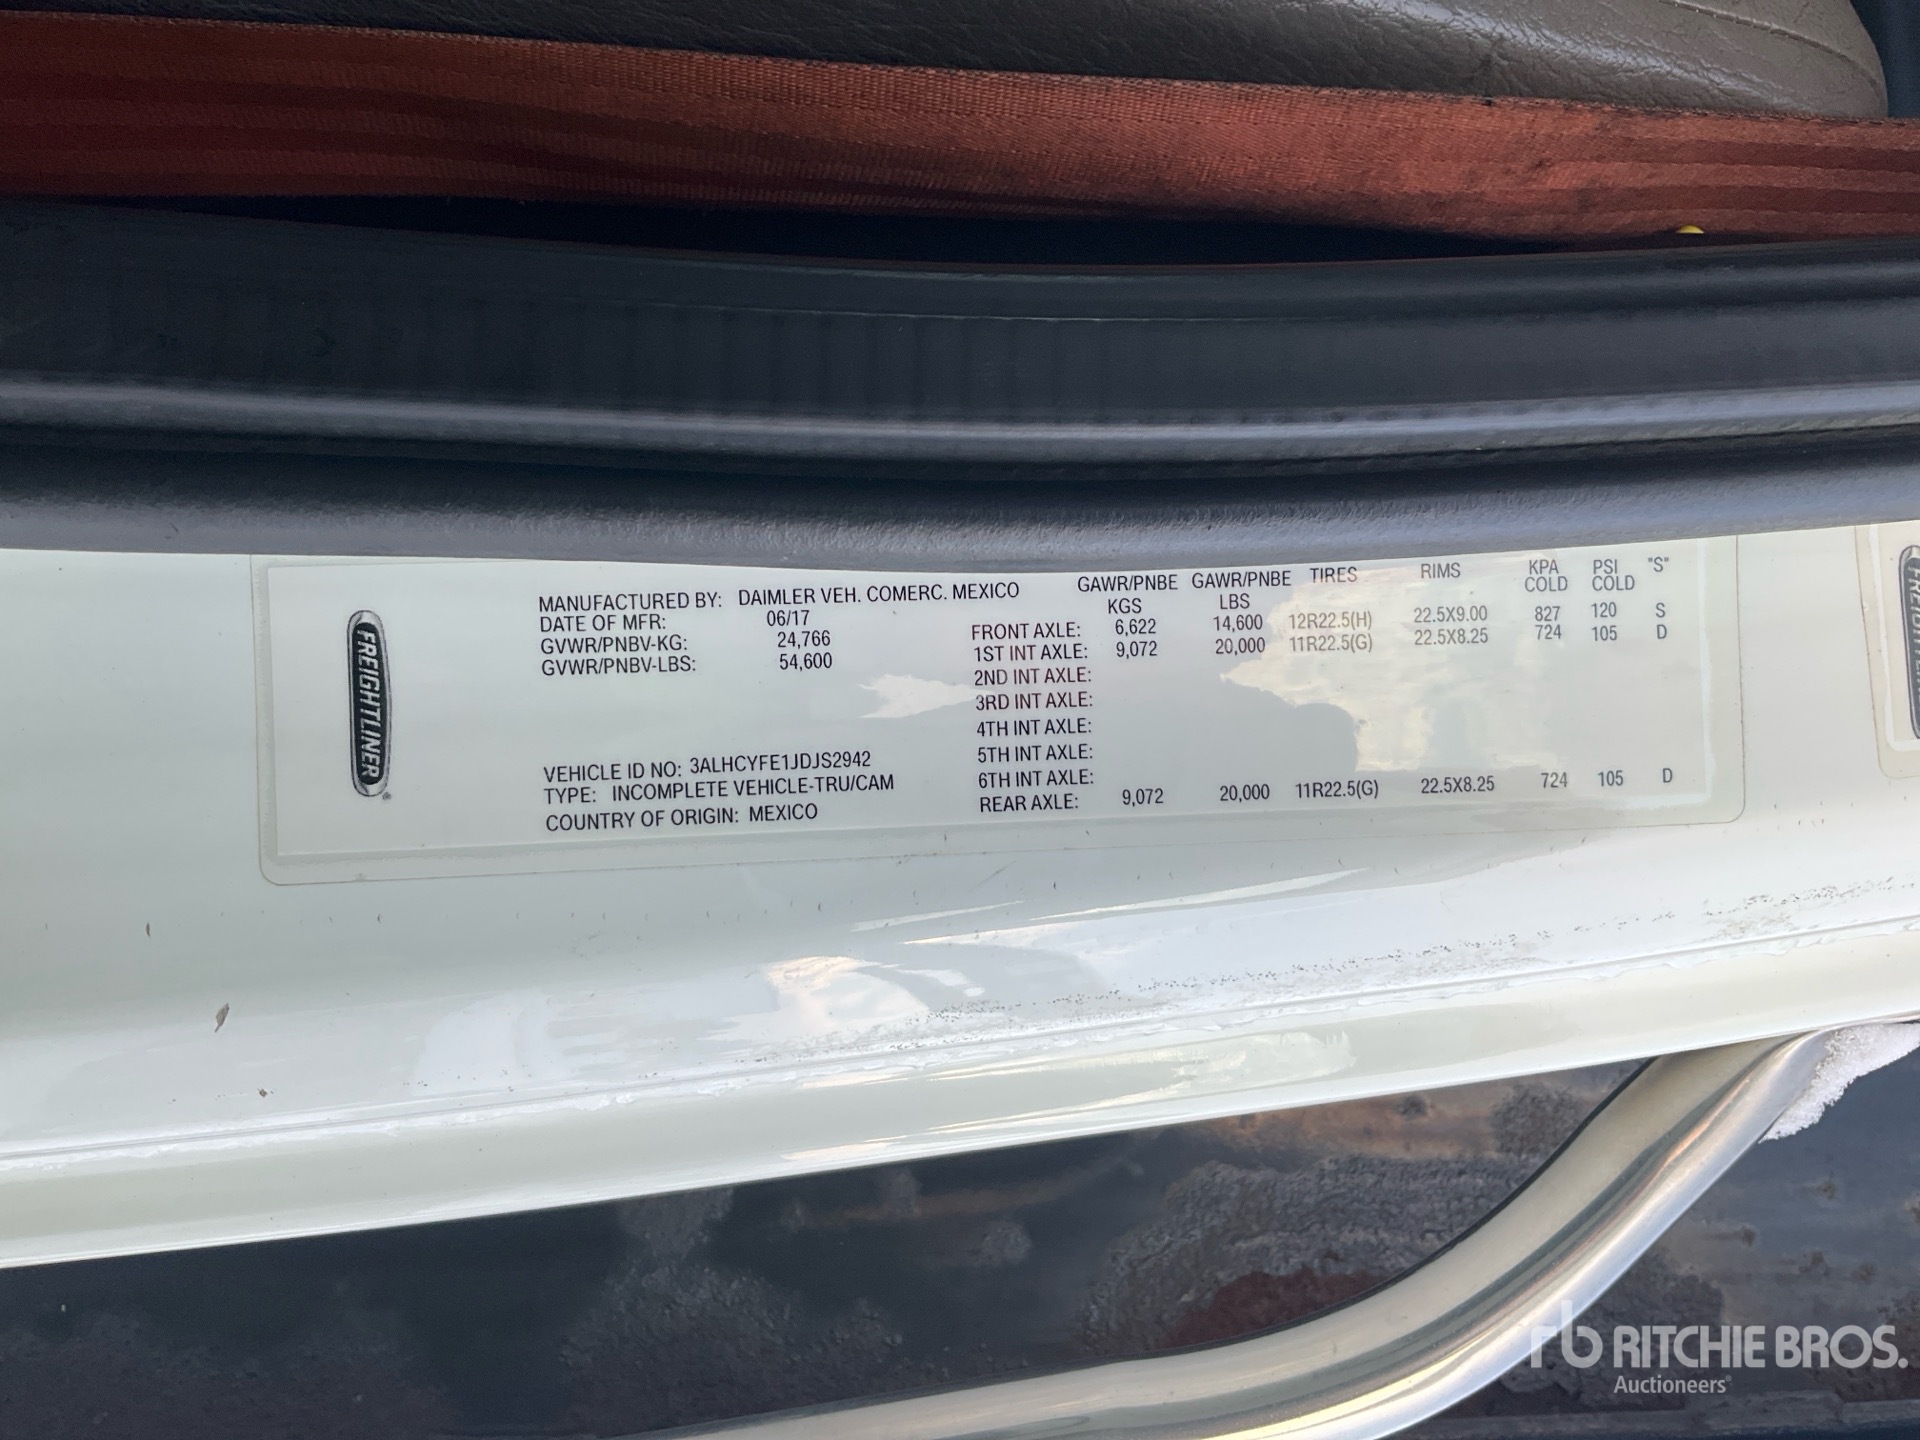 FREIGHTLINER
MANUFACTURED BY: DAIMLER VEH. COMERC. MEXICO
DATE OF MFR: 06/17
GVWR/PNBV-KG: 24,766
GVWR/PNBV-LBS: 54,600
VEHICLE ID NO: 3ALHCYFE1JDJS2942
TYPE: INCOMPLETE VEHICLE-TRU/CAM
COUNTRY OF ORIGIN: MEXICO
GAWR/PNBE KGS GAWR/PNBE LBS TIRES RIMS KPA COLD PSI COLD "S"
FRONT AXLE: 6,622 14,600 12R22.5(H) 22.5X9.00 827 120 S
1ST INT AXLE: 9,072 20,000 11R22.5(G) 22.5X8.25 724 105 D
2ND INT AXLE:
3RD INT AXLE:
4TH INT AXLE:
5TH INT AXLE:
6TH INT AXLE:
REAR AXLE: 9,072 20,000 11R22.5(G) 22.5X8.25 724 105 D
rb RITCHIE BROS.
Auctioneers